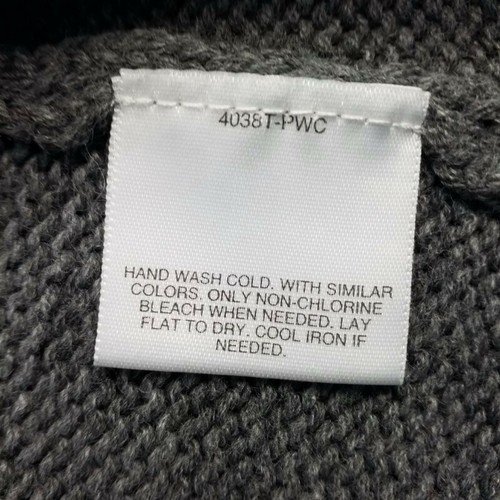 4038T-PWC
HAND WASH COLD. WITH SIMILAR
COLORS. ONLY NON-CHLORINE
BLEACH WHEN NEEDED. LAY
FLAT TO DRY. COOL IRON IF
NEEDED.